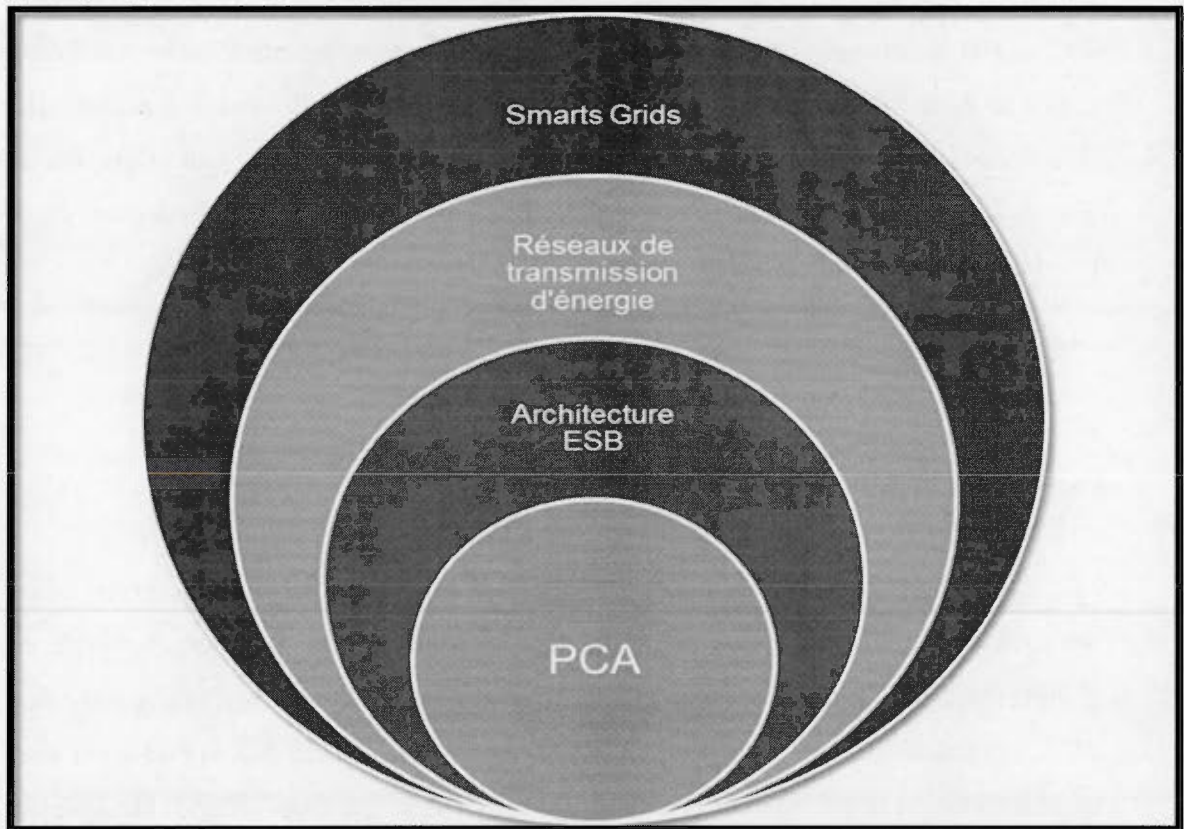 Smarts Grids
Réseaux de
transmission
d'énergie
Architecture
ESB
PCA